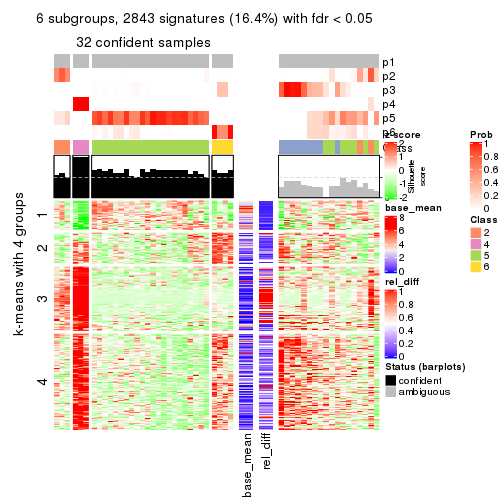 6 subgroups, 2843 signatures (16.4%) with fdr < 0.05
32 confident samples
p1
p2
p3
p4
p5
p6
Class
Silhouette
score
k-means with 4 groups
1
2
3
4
base_mean
rel_diff
z-score
2
-2
base_mean
8
6
4
2
0
rel_diff
1
0.8
0.6
0.4
0.2
0
Status (barplots)
confident
ambiguous
Prob
1
0.8
0.6
0.4
0.2
0
Class
2
4
5
6